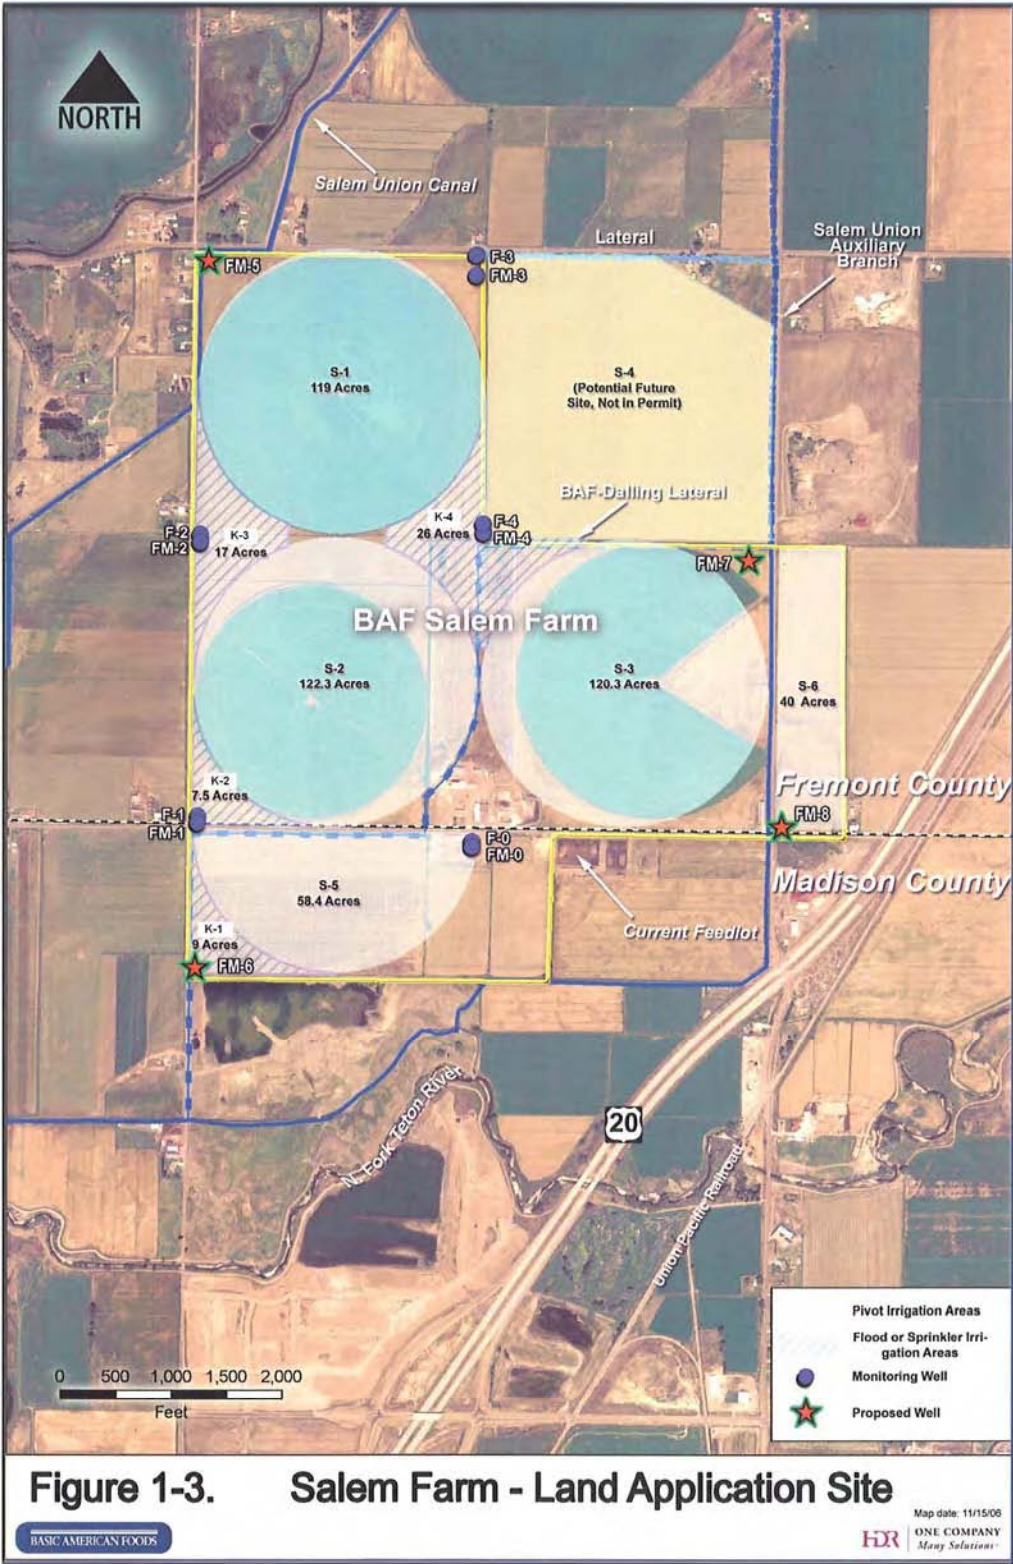 NORTH
Salem Union Canal
Lateral
Salem Union
Auxiliary
Branch
FM-5
F-3
FM-3
S-1
119 Acres
S-4
(Potential Future
Site, Not in Permit)
BAF-Dalling Lateral
F-2
FM-2
K-3
17 Acres
K-4
26 Acres
F-4
FM-4
FM-7
BAF Salem Farm
S-2
122.3 Acres
S-3
120.3 Acres
S-6
40 Acres
K-2
7.5 Acres
Fremont County
F-1
FM-1
FM-8
F-0
FM-0
S-5
58.4 Acres
Madison County
K-1
9 Acres
Current Feedlot
FM-6
N. Fork Teton River
20
Union Pacific Railroad
Pivot Irrigation Areas
Flood or Sprinkler Irri-
gation Areas
Monitoring Well
Proposed Well
0 500 1,000 1,500 2,000
Feet
Figure 1-3. Salem Farm - Land Application Site
Map date: 11/15/06
BASIC AMERICAN FOODS
HDR
ONE COMPANY
Many Solutions